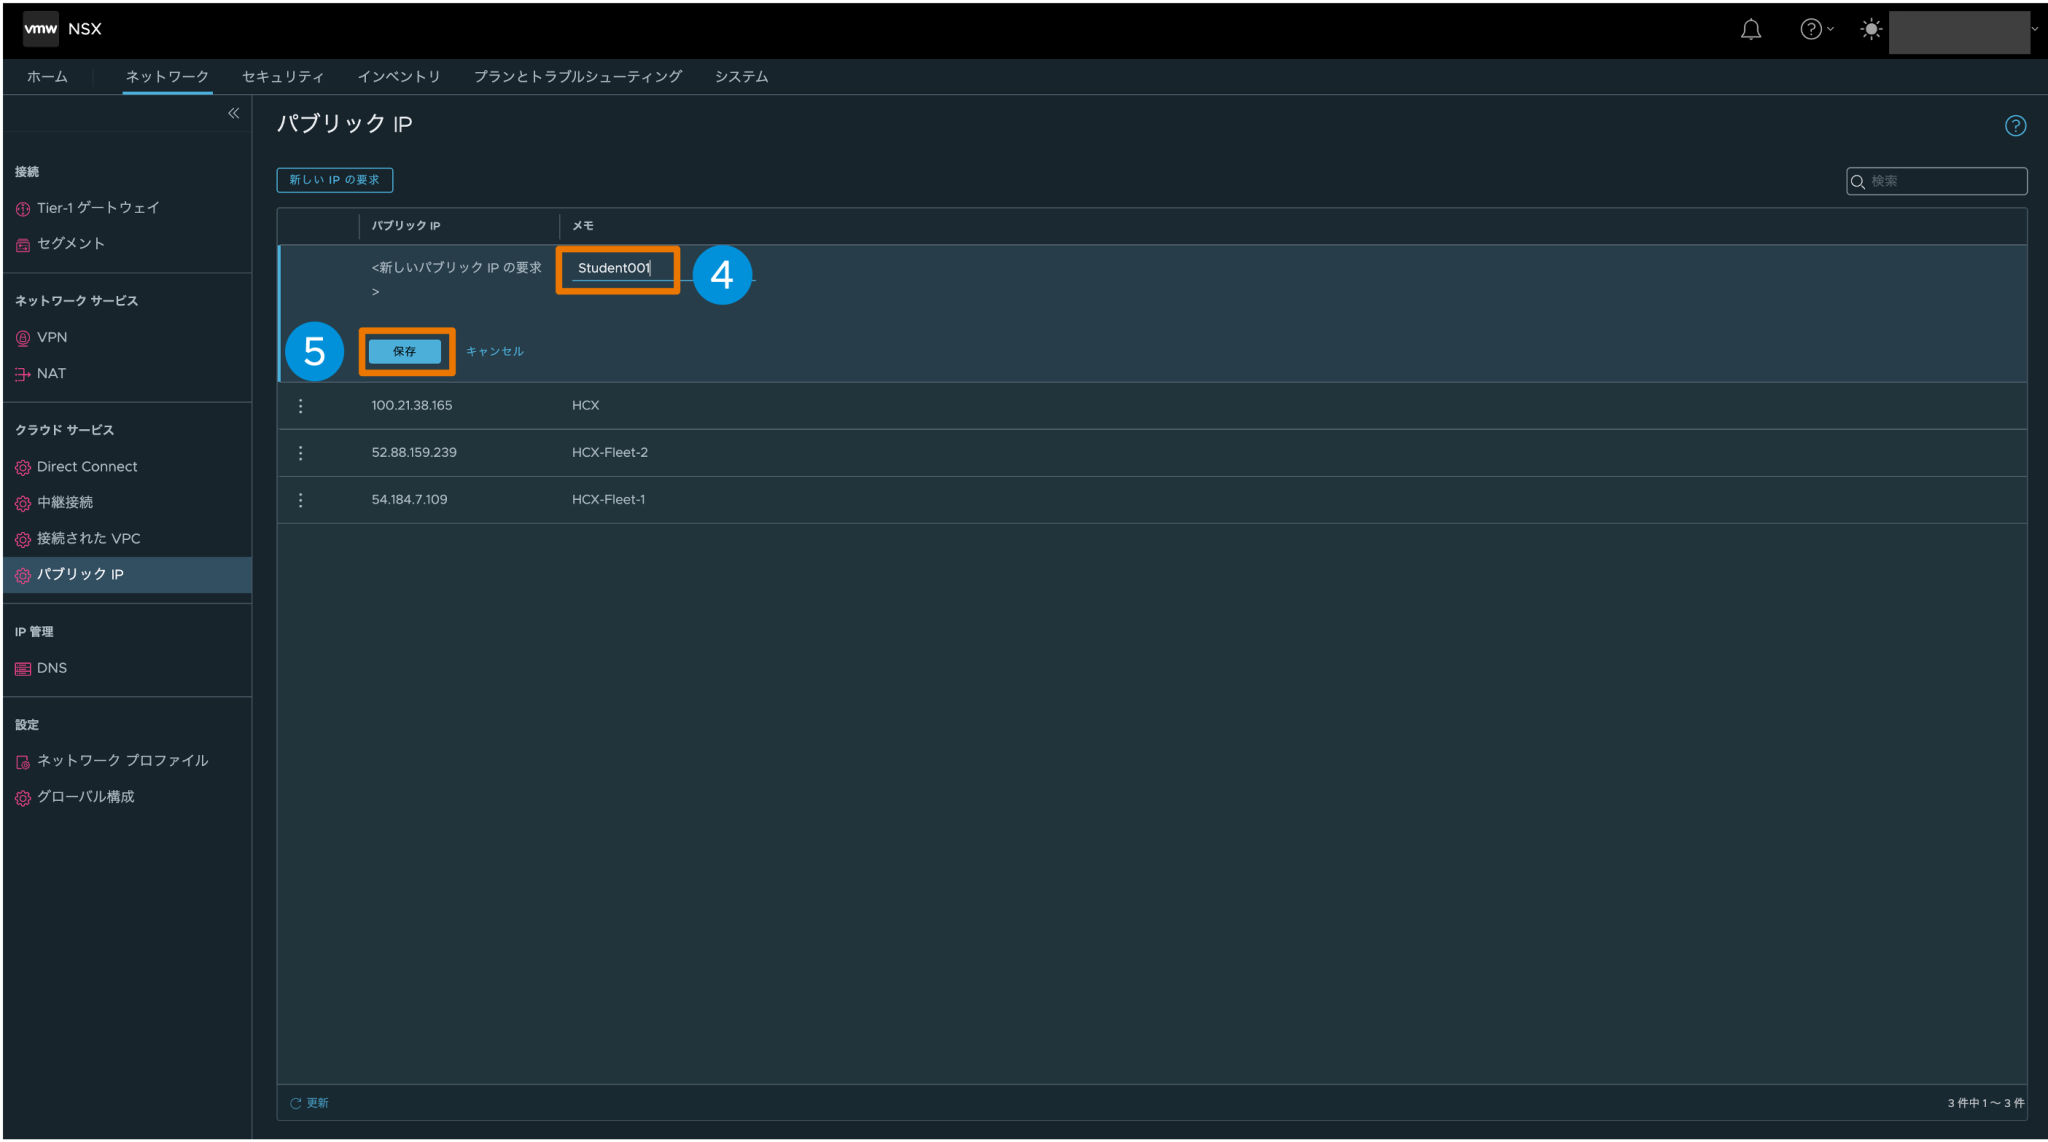 vmw NSX
ホーム ネットワーク セキュリティ インベントリ プランとトラブルシューティング システム
接続
Tier-1 ゲートウェイ
セグメント
ネットワーク サービス
VPN
NAT
クラウド サービス
Direct Connect
中継接続
接続された VPC
パブリック IP
IP 管理
DNS
設定
ネットワーク プロファイル
グローバル構成
パブリック IP
新しい IP の要求
検索
パブリック IP メモ
<新しいパブリック IP の要求
>
Student001
4
5
保存 キャンセル
100.21.38.165 HCX
52.88.159.239 HCX-Fleet-2
54.184.7.109 HCX-Fleet-1
更新
3 件中 1 ～ 3 件